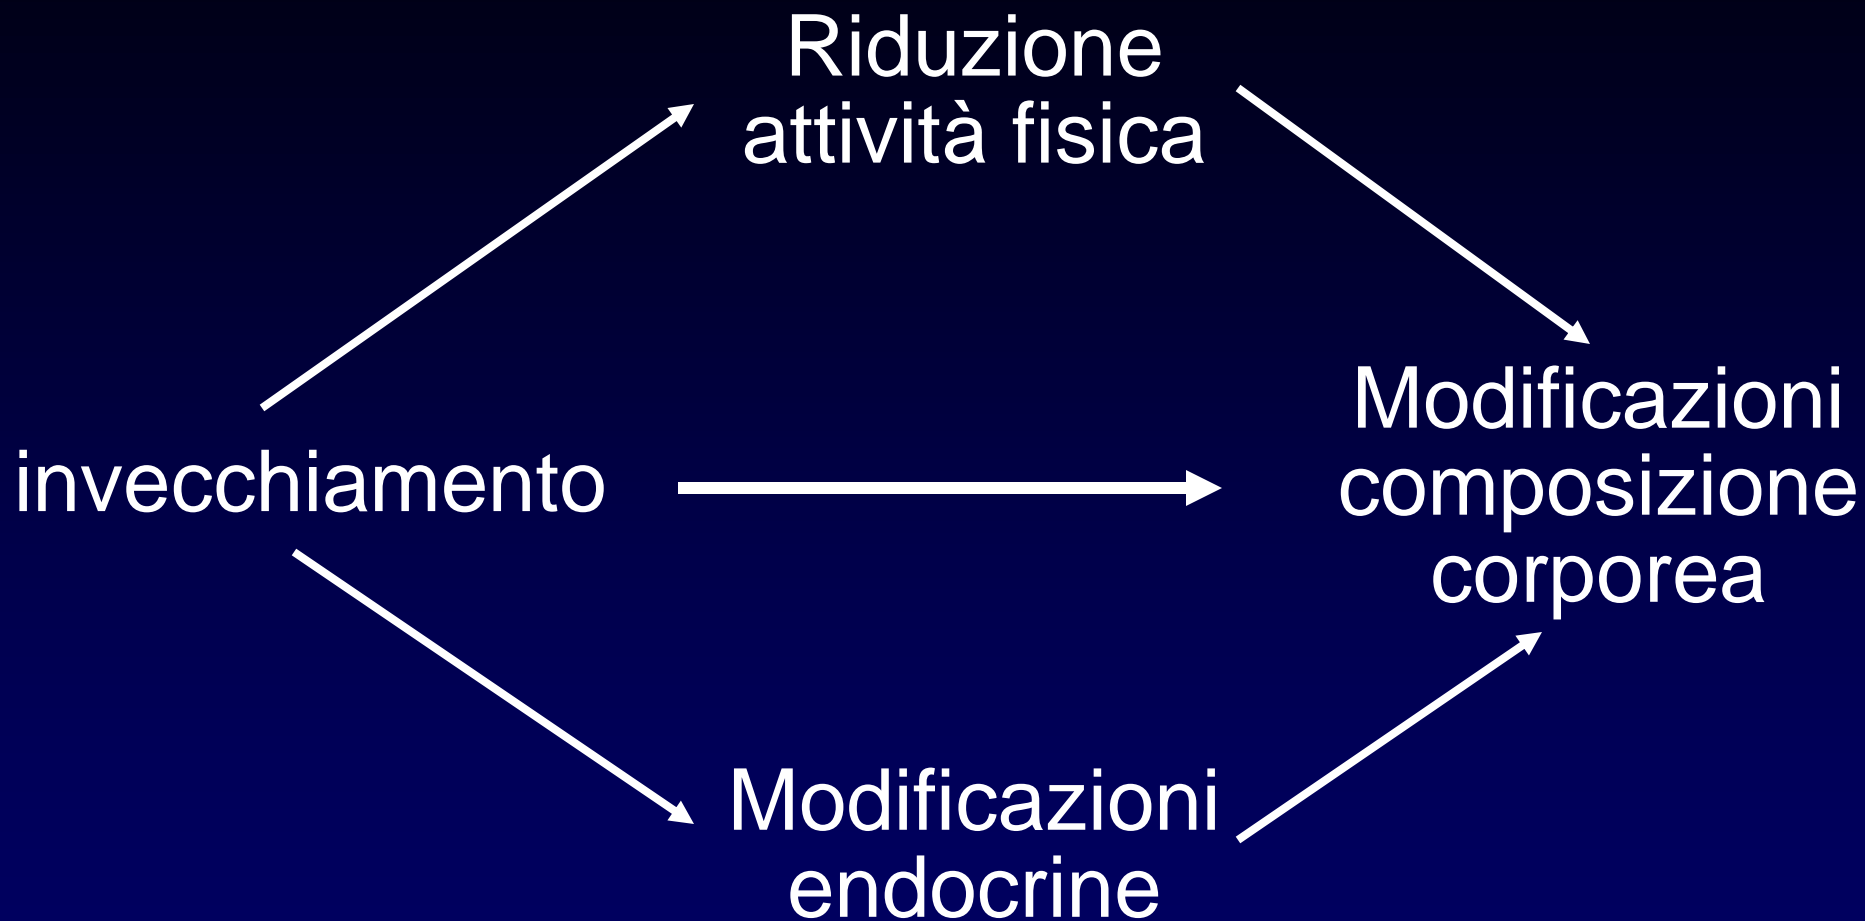 Riduzione
attività fisica
invecchiamento
Modificazioni
composizione
corporea
Modificazioni
endocrine